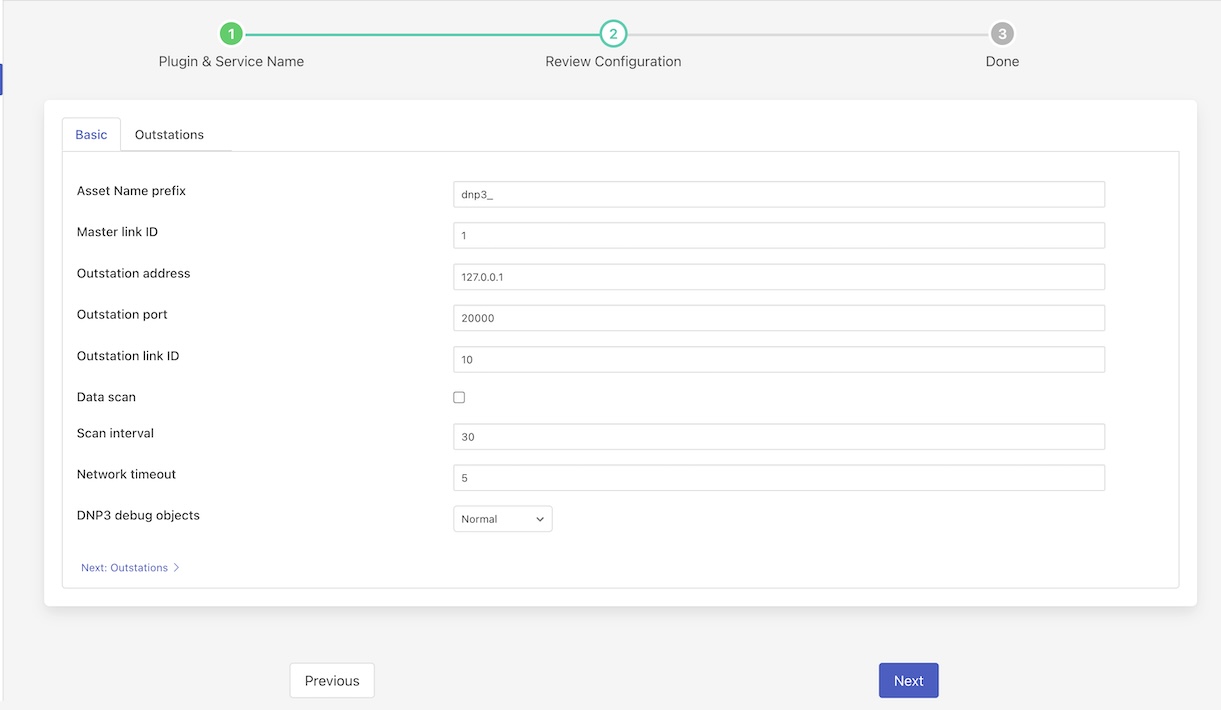 1 2 3
Plugin & Service Name Review Configuration Done
Basic Outstations
Asset Name prefix dnp3_
Master link ID 1
Outstation address 127.0.0.1
Outstation port 20000
Outstation link ID 10
Data scan
Scan interval 30
Network timeout 5
DNP3 debug objects Normal
Next: Outstations
Previous Next